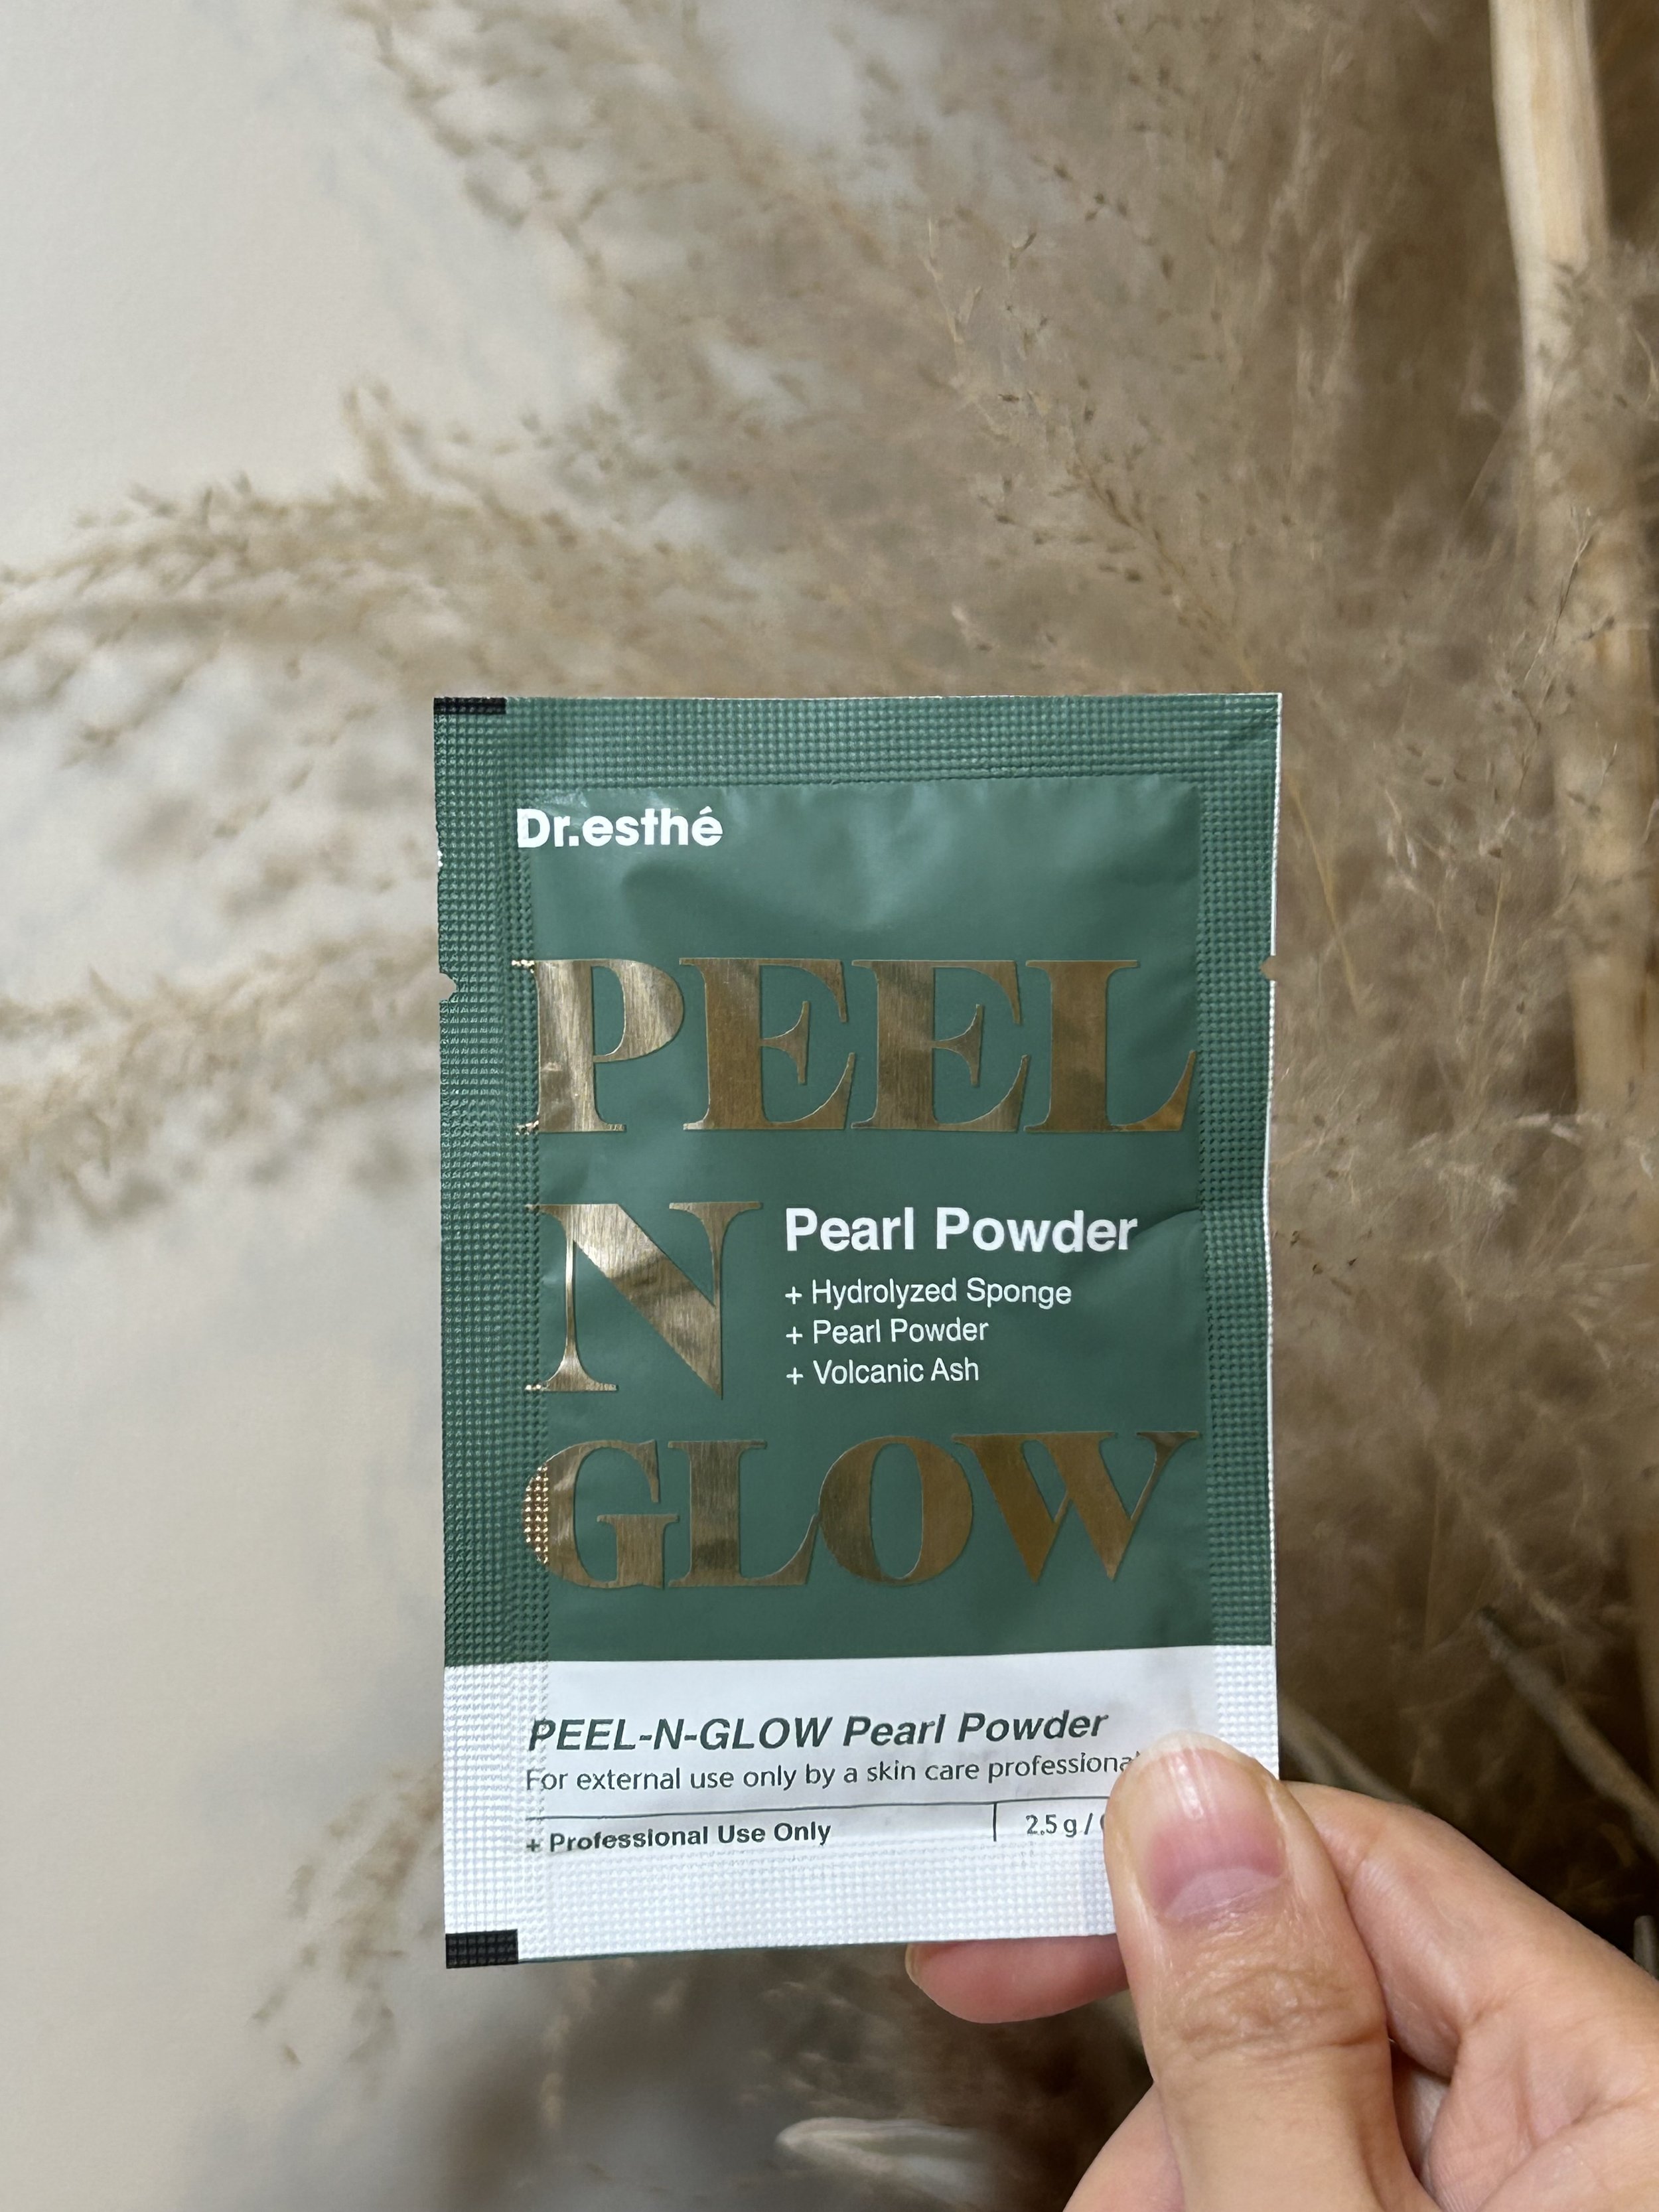 Dr.esthé
PEEL
N
Pearl Powder
+ Hydrolyzed Sponge
+ Pearl Powder
+ Volcanic Ash
GLOW
PEEL-N-GLOW Pearl Powder
For external use only by a skin care
+ Professional Use Only
2.5 g /